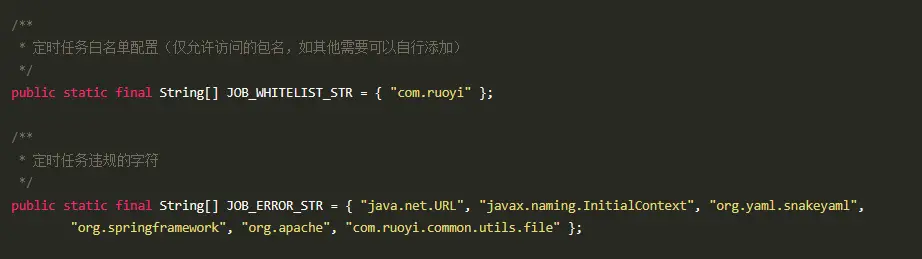 /**
 * 定时任务白名单配置（仅允许访问的包名，如其他需要可以自行添加）
 */
public static final String[] JOB_WHITELIST_STR = { "com.ruoyi" };

/**
 * 定时任务违规的字符
 */
public static final String[] JOB_ERROR_STR = { "java.net.URL", "javax.naming.InitialContext", "org.yaml.snakeyaml",
        "org.springframework", "org.apache", "com.ruoyi.common.utils.file" };